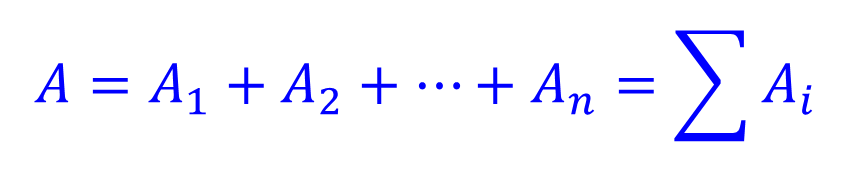 A = A₁ + A₂ + ⋯ + Aₙ = ∑ Aᵢ